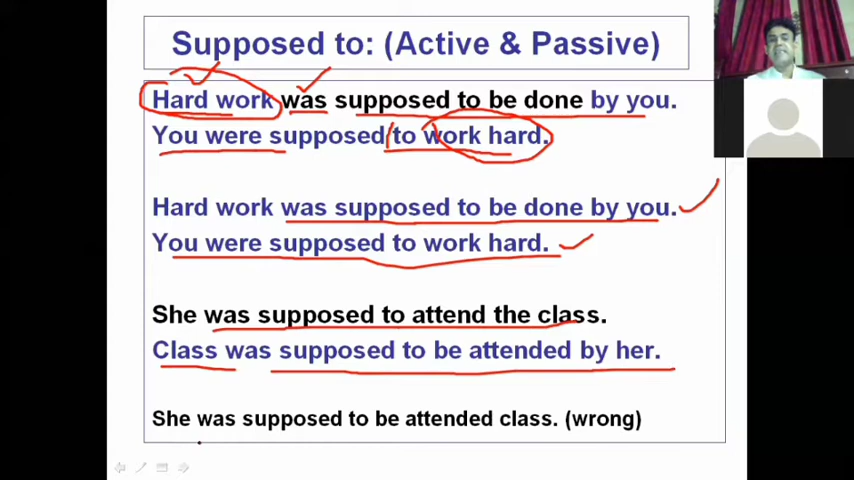 Supposed to: (Active & Passive)
Hard work was supposed to be done by you.
You were supposed to work hard.
Hard work was supposed to be done by you.
You were supposed to work hard.
She was supposed to attend the class.
Class was supposed to be attended by her.
She was supposed to be attended class. (wrong)